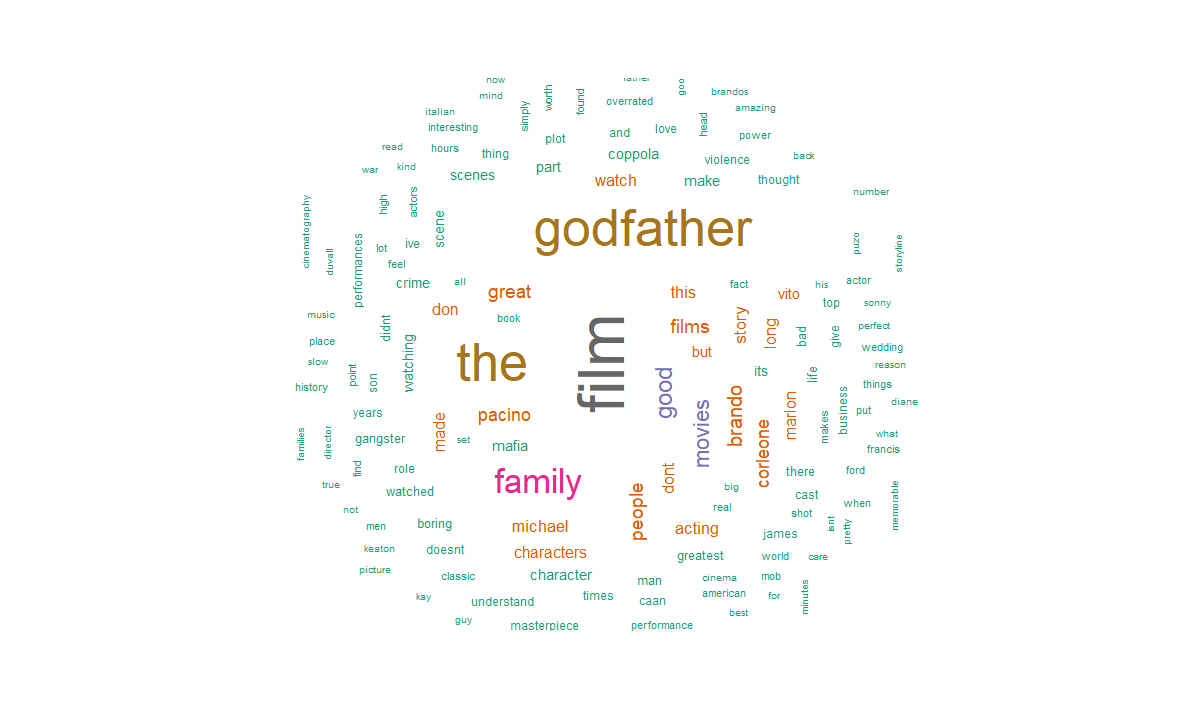 now
father
goo
mind
simply
worth
found
overrated
brandos
amazing
italian
interesting
plot
and
love
head
power
read
hours
thing
part
coppola
violence
back
war
kind
scenes
watch
make
thought
cinematography
high
actors
scene
godfather
number
duvall
performances
lot
ive
feel
puzo
storyline
crime
all
great
this
fact
vito
his
actor
don
book
top
sonny
music
didnt
films
story
long
bad
give
perfect
place
but
wedding
slow
point
son
watching
the
film
good
its
life
reason
history
things
years
made
pacino
movies
brando
marlon
makes
business
put
diane
families
director
gangster
set
mafia
corleone
what
francis
find
role
family
dont
there
ford
true
watched
people
big
cast
when
memorable
not
real
shot
isnt
pretty
men
boring
michael
acting
james
keaton
doesnt
characters
greatest
world
care
picture
classic
character
man
cinema
mob
minutes
kay
understand
times
caan
american
for
best
guy
masterpiece
performance